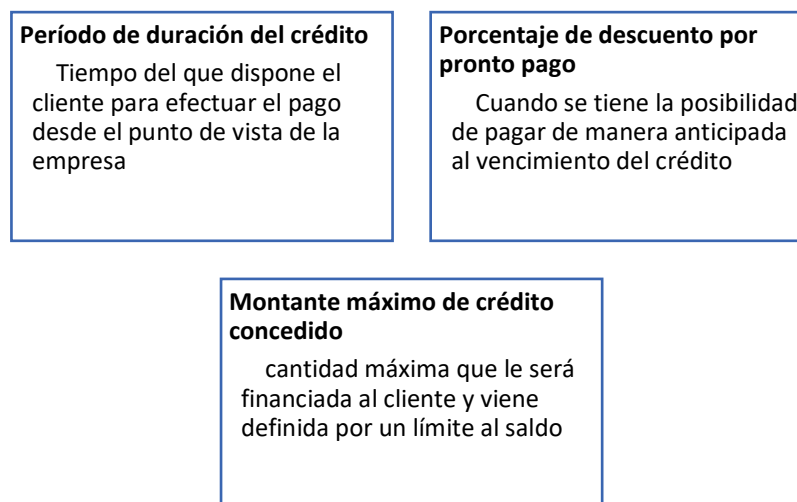 Período de duración del crédito
Tiempo del que dispone el
cliente para efectuar el pago
desde el punto de vista de la
empresa
Porcentaje de descuento por
pronto pago
Cuando se tiene la posibilidad
de pagar de manera anticipada
al vencimiento del crédito
Montante máximo de crédito
concedido
cantidad máxima que le será
financiada al cliente y viene
definida por un límite al saldo